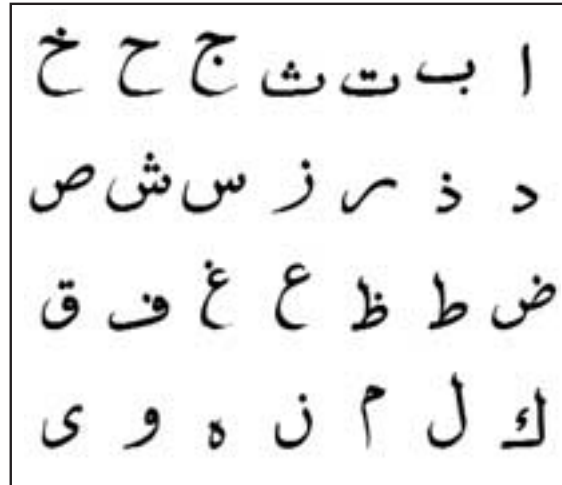 ا ب ت ث ج ح خ
د ذ ر ز س ش ص
ض ط ظ ع غ ف ق
ك ل م ن ه و ى